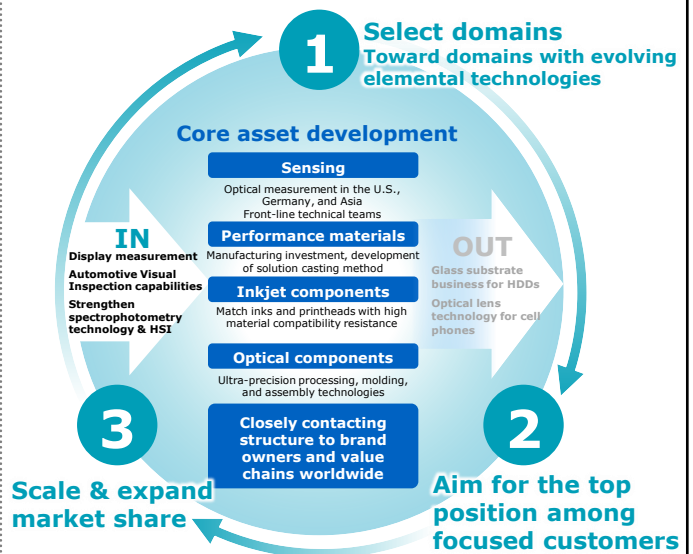 1
Select domains
Toward domains with evolving
elemental technologies
Core asset development
Sensing
Optical measurement in the U.S.,
Germany, and Asia
Front-line technical teams
Performance materials
Manufacturing investment, development
of solution casting method
Inkjet components
Match inks and printheads with high
material compatibility resistance
Optical components
Ultra-precision processing, molding,
and assembly technologies
Closely contacting
structure to brand
owners and value
chains worldwide
IN
Display measurement
Automotive Visual
Inspection capabilities
Strengthen
spectrophotometry
technology & HSI
OUT
Glass substrate
business for HDDs
Optical lens
technology for cell
phones
2
Aim for the top
position among
focused customers
3
Scale & expand
market share